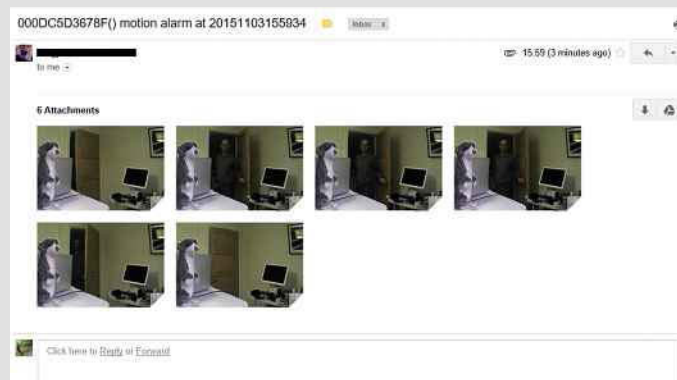 000DC5D3678F() motion alarm at 20151103155934 Inbox x
15:59 (3 minutes ago)
to me
6 Attachments
Click here to Reply or Forward